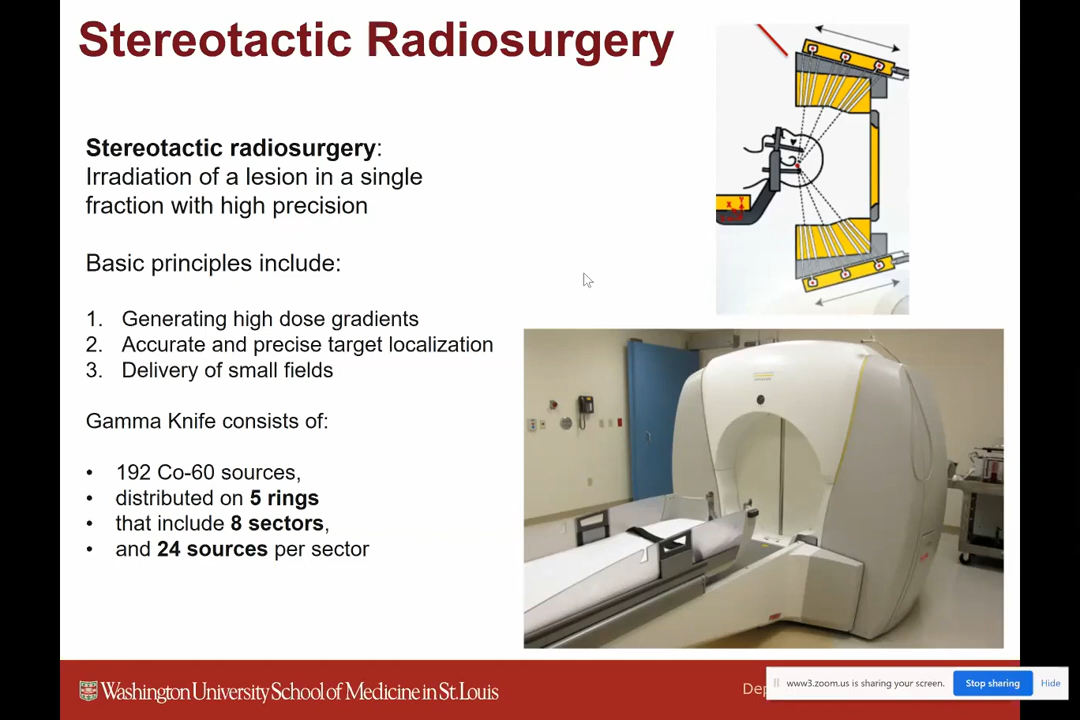 Stereotactic Radiosurgery
Stereotactic radiosurgery:
Irradiation of a lesion in a single
fraction with high precision
Basic principles include:
1. Generating high dose gradients
2. Accurate and precise target localization
3. Delivery of small fields
Gamma Knife consists of:
• 192 Co-60 sources,
• distributed on 5 rings
• that include 8 sectors,
• and 24 sources per sector
Washington University School of Medicine in St. Louis
www3.zoom.us is sharing your screen.
Stop sharing
Hide